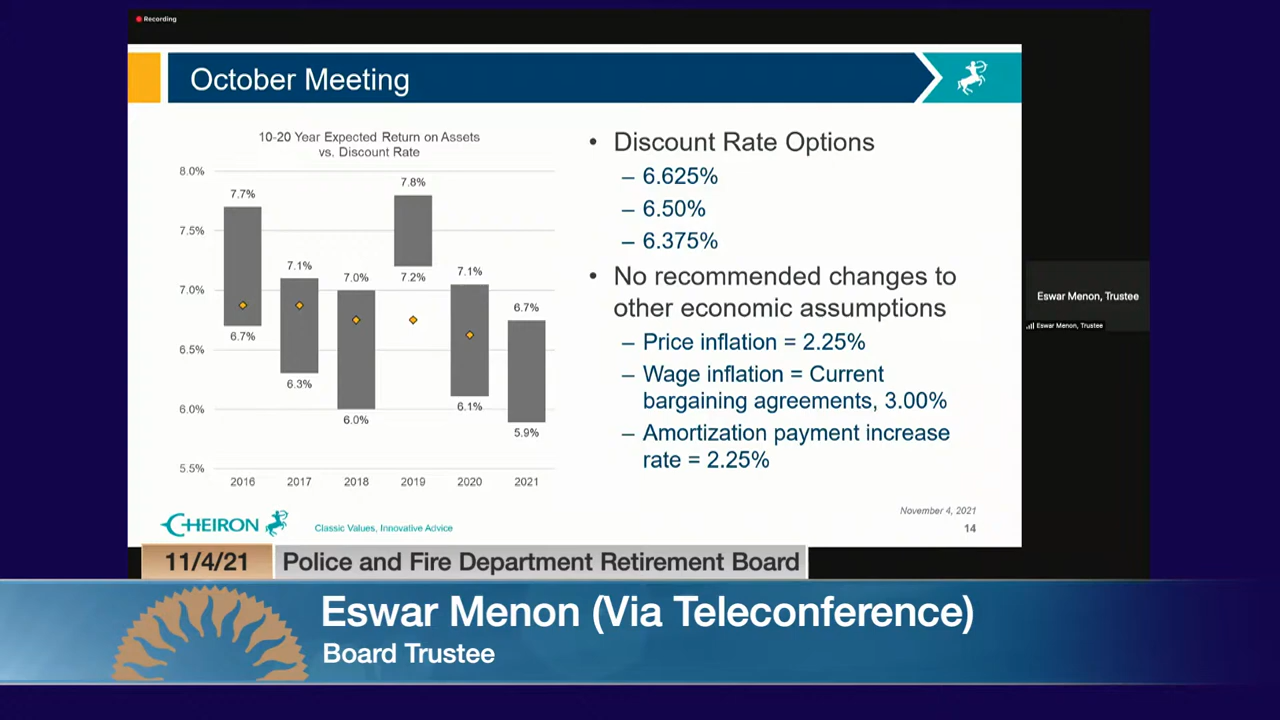 Recording
October Meeting
10-20 Year Expected Return on Assets
vs. Discount Rate
8.0%
7.5%
7.0%
6.5%
6.0%
5.5%
7.7%
6.7%
7.1%
6.3%
7.0%
6.0%
7.8%
7.2%
7.1%
6.1%
6.7%
5.9%
2016 2017 2018 2019 2020 2021
• Discount Rate Options
– 6.625%
– 6.50%
– 6.375%
• No recommended changes to
other economic assumptions
– Price inflation = 2.25%
– Wage inflation = Current
bargaining agreements, 3.00%
– Amortization payment increase
rate = 2.25%
Eswar Menon, Trustee
Eswar Menon, Trustee
CHEIRON
Classic Values, Innovative Advice
November 4, 2021
14
11/4/21 Police and Fire Department Retirement Board
Eswar Menon (Via Teleconference)
Board Trustee